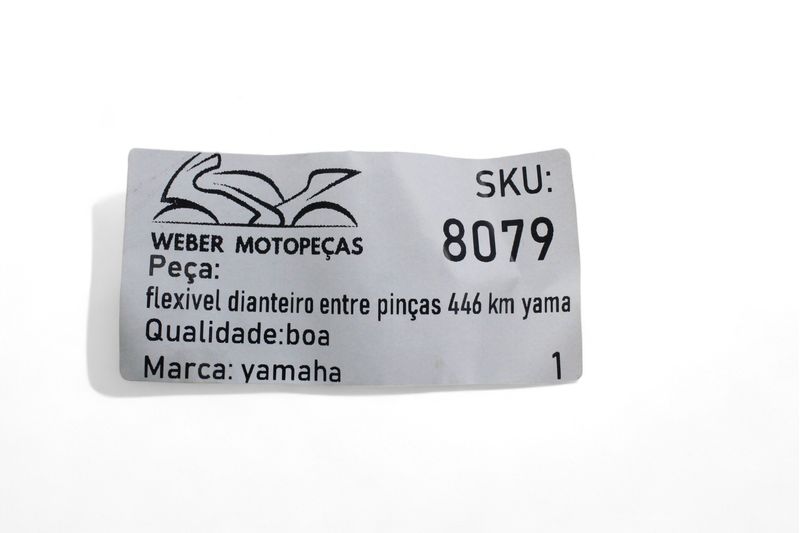 SKU:
8079
WEBER MOTOPEÇAS
Peça:
flexivel dianteiro entre pinças 446 km yama
Qualidade:boa
Marca: yamaha
1